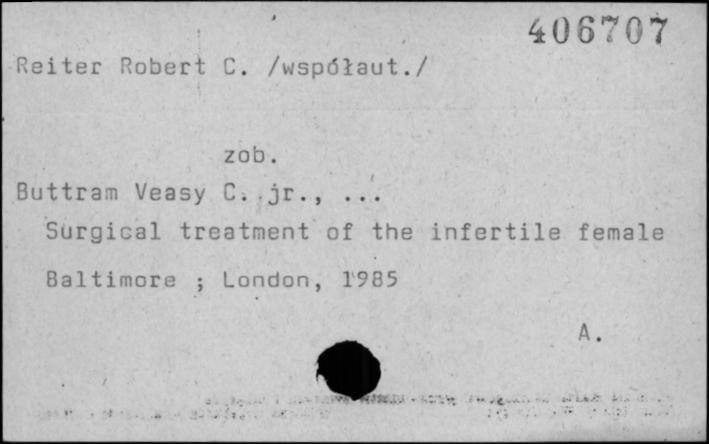 406707
Reiter Robert C. /współaut./
zob.
Buttram Veasy C. jr., ...
Surgical treatment of the infertile female
Baltimore ; London, 1985
A.